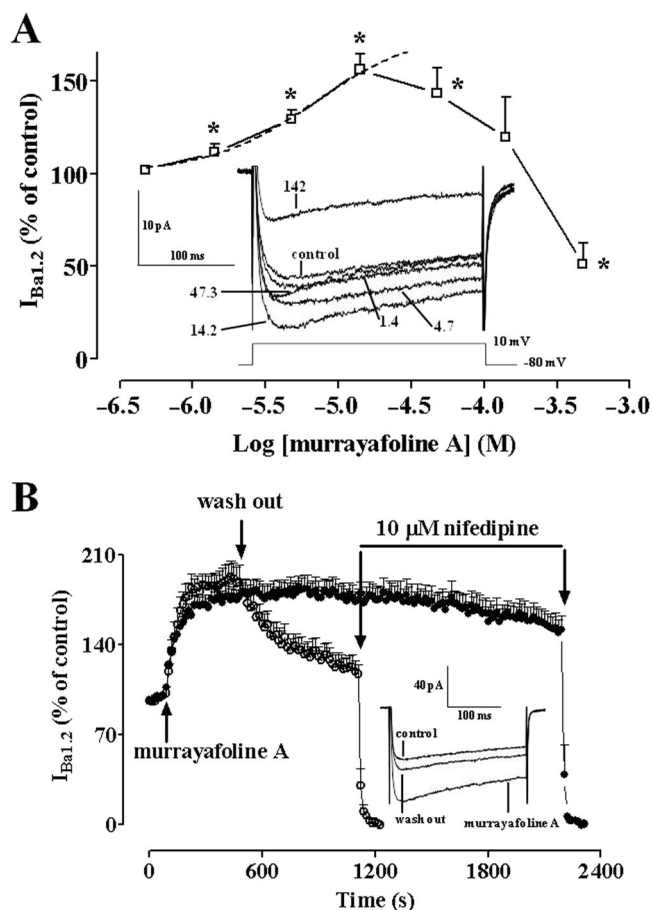 A
I_Ba1.2 (% of control)
150
100
50
0
*
*
*
*
*
142
10 pA
100 ms
control
47.3
14.2
1.4
4.7
10 mV
-80 mV
-6.5 -6.0 -5.5 -5.0 -4.5 -4.0 -3.5 -3.0
Log [murrayafoline A] (M)
B
wash out
10 µM nifedipine
I_Ba1.2 (% of control)
210
140
70
0
murrayafoline A
40 pA
100 ms
control
wash out
murrayafoline A
0 600 1200 1800 2400
Time (s)